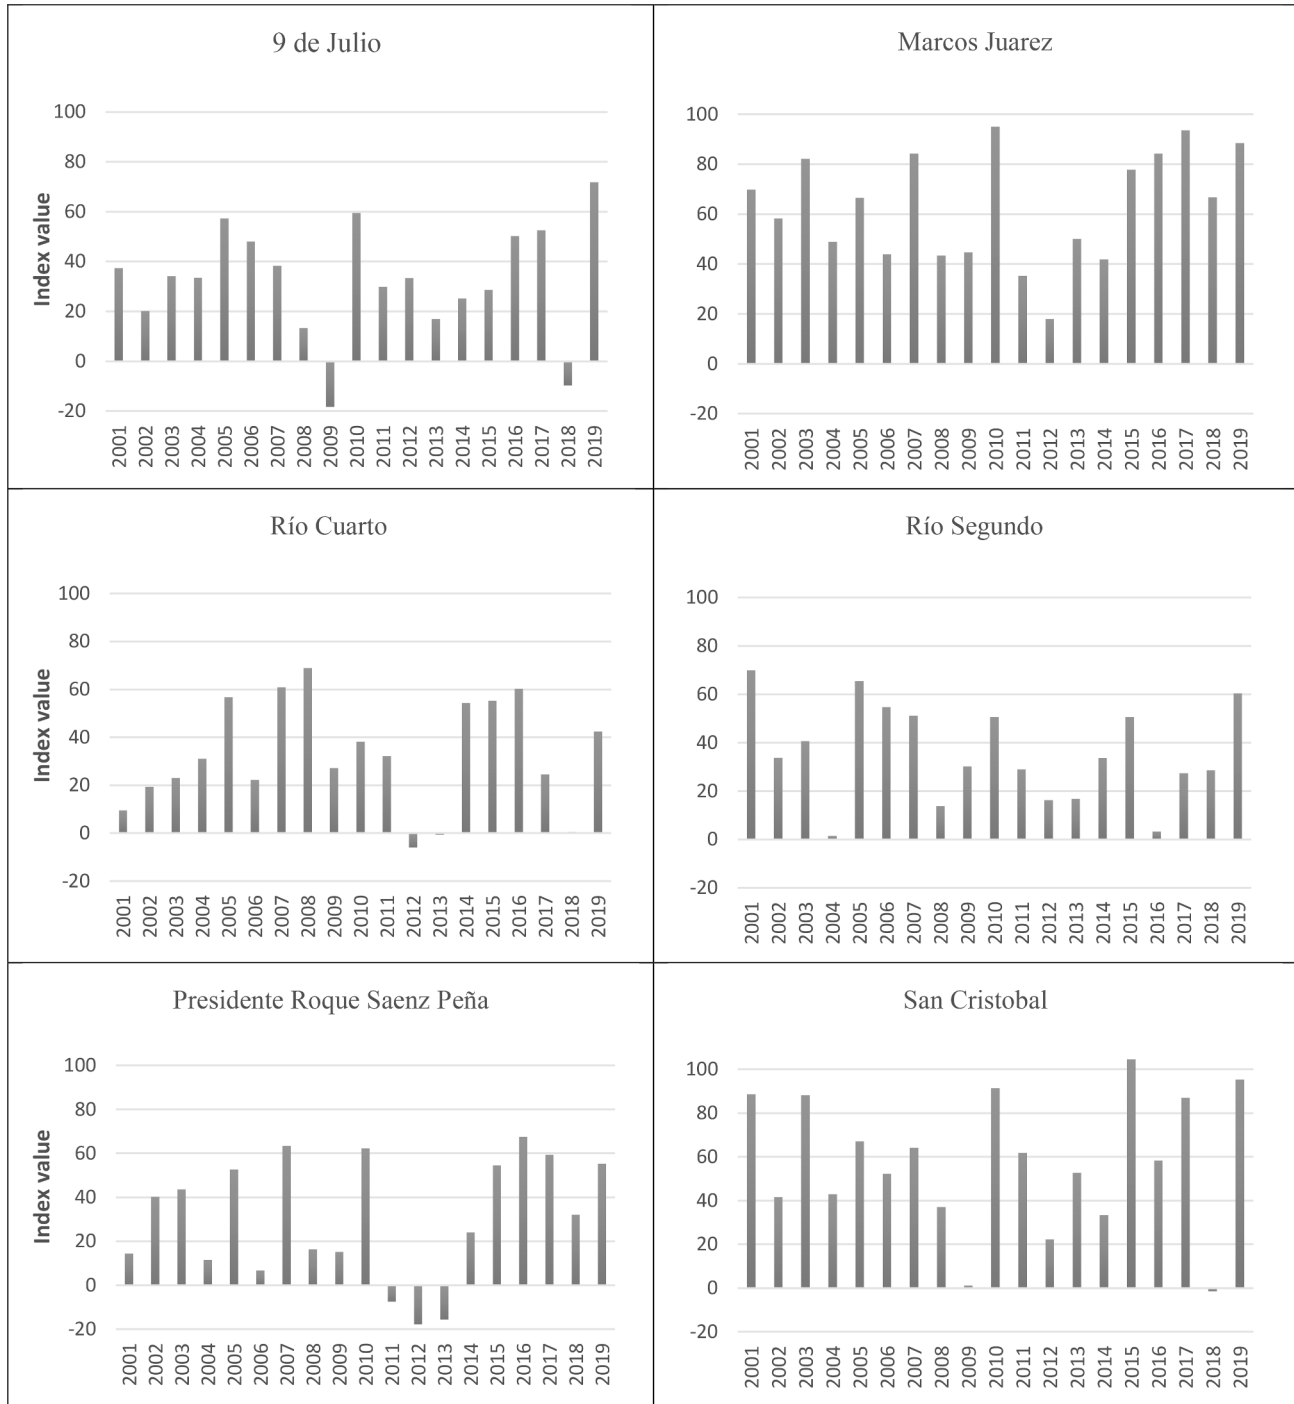 9 de Julio
Index value
100
80
60
40
20
0
-20
2001 2002 2003 2004 2005 2006 2007 2008 2009 2010 2011 2012 2013 2014 2015 2016 2017 2018 2019
Marcos Juarez
100
80
60
40
20
0
-20
2001 2002 2003 2004 2005 2006 2007 2008 2009 2010 2011 2012 2013 2014 2015 2016 2017 2018 2019
Río Cuarto
Index value
100
80
60
40
20
0
-20
2001 2002 2003 2004 2005 2006 2007 2008 2009 2010 2011 2012 2013 2014 2015 2016 2017 2018 2019
Río Segundo
100
80
60
40
20
0
-20
2001 2002 2003 2004 2005 2006 2007 2008 2009 2010 2011 2012 2013 2014 2015 2016 2017 2018 2019
Presidente Roque Saenz Peña
Index value
100
80
60
40
20
0
-20
2001 2002 2003 2004 2005 2006 2007 2008 2009 2010 2011 2012 2013 2014 2015 2016 2017 2018 2019
San Cristobal
100
80
60
40
20
0
-20
2001 2002 2003 2004 2005 2006 2007 2008 2009 2010 2011 2012 2013 2014 2015 2016 2017 2018 2019